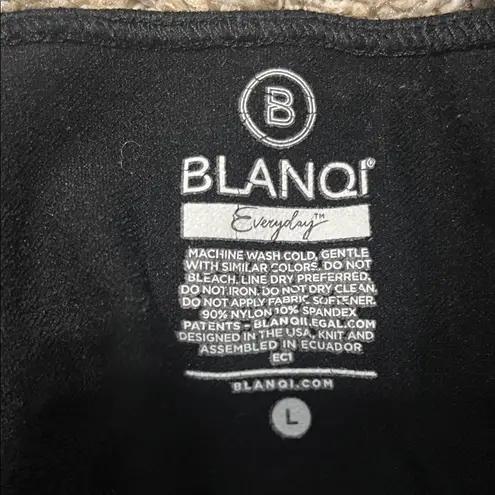 B
BLANQI®
Everyday™
MACHINE WASH COLD, GENTLE
WITH SIMILAR COLORS. DO NOT
BLEACH. LINE DRY PREFERRED.
DO NOT IRON. DO NOT DRY CLEAN.
DO NOT APPLY FABRIC SOFTENER.
90% NYLON 10% SPANDEX
PATENTS - BLANQILEGAL.COM
DESIGNED IN THE USA, KNIT AND
ASSEMBLED IN ECUADOR
EC1
BLANQI.COM
L